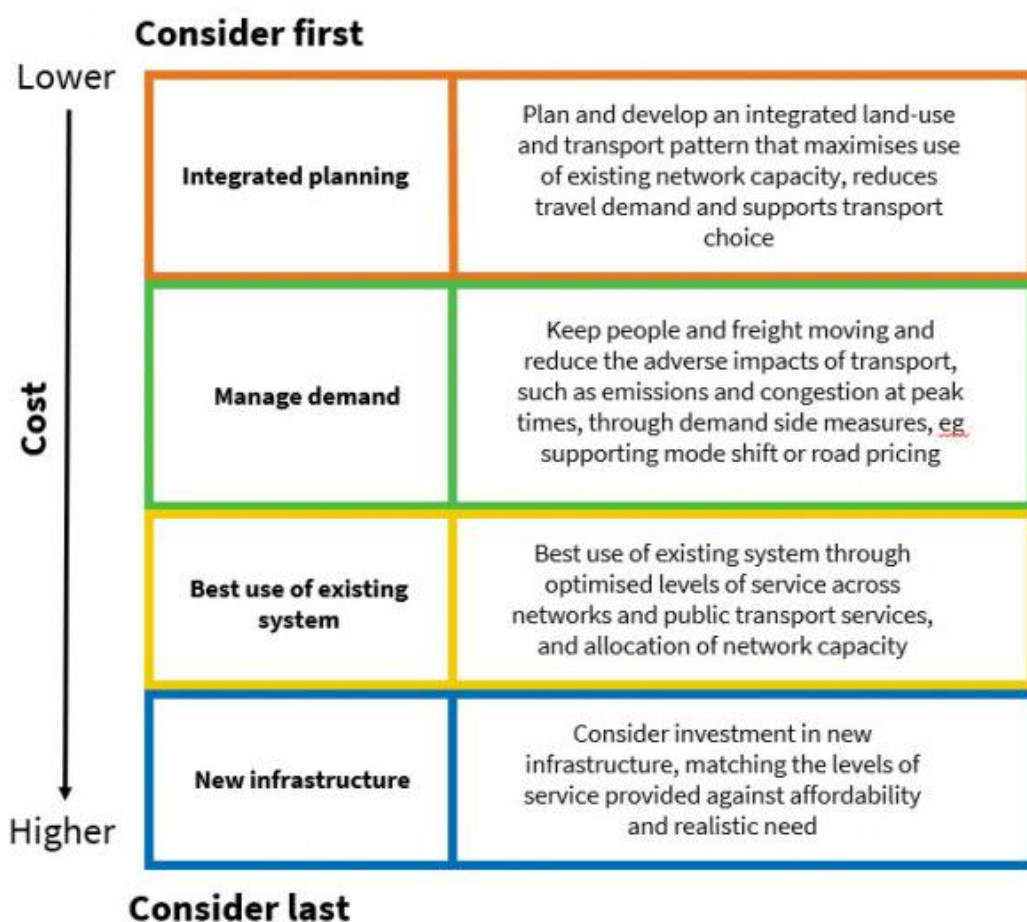 Consider first
Lower
Integrated planning
Plan and develop an integrated land-use
and transport pattern that maximises use
of existing network capacity, reduces
travel demand and supports transport
choice
Cost
Manage demand
Keep people and freight moving and
reduce the adverse impacts of transport,
such as emissions and congestion at peak
times, through demand side measures, eg
supporting mode shift or road pricing
Best use of existing
system
Best use of existing system through
optimised levels of service across
networks and public transport services,
and allocation of network capacity
New infrastructure
Consider investment in new
infrastructure, matching the levels of
service provided against affordability
and realistic need
Higher
Consider last